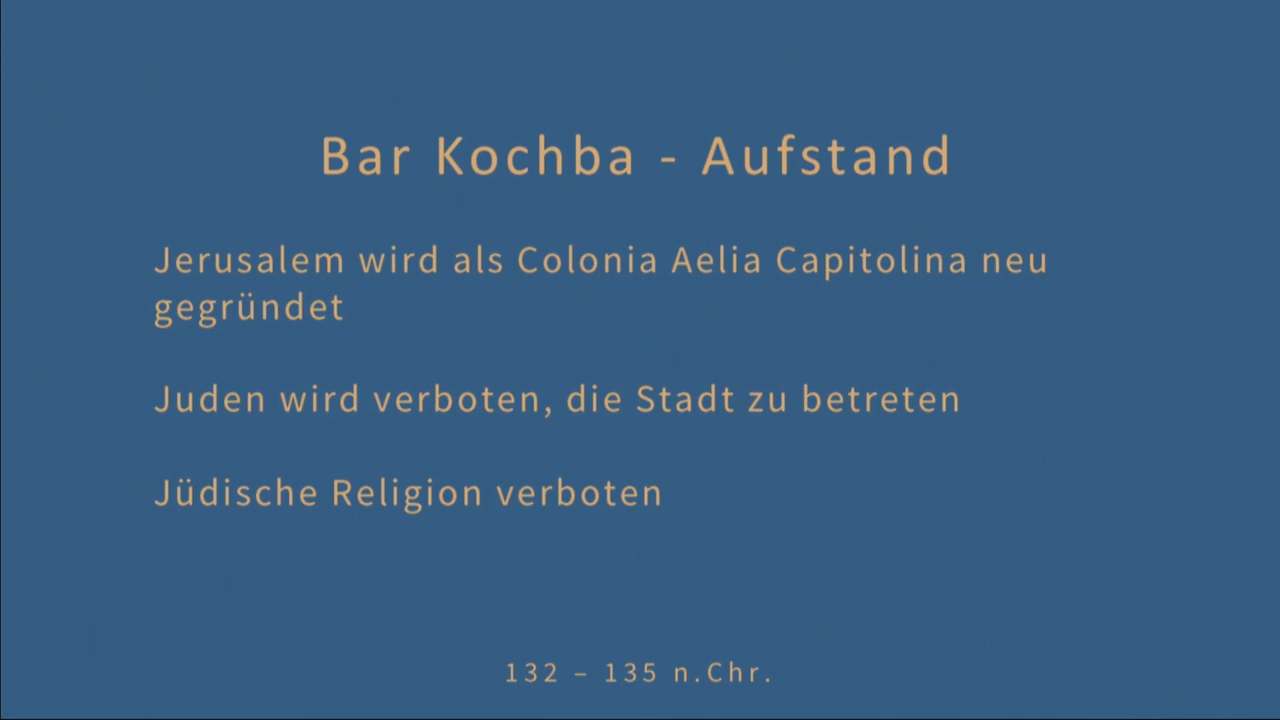 Bar Kochba - Aufstand
Jerusalem wird als Colonia Aelia Capitolina neu
gegründet
Juden wird verboten, die Stadt zu betreten
Jüdische Religion verboten
132 – 135 n.Chr.